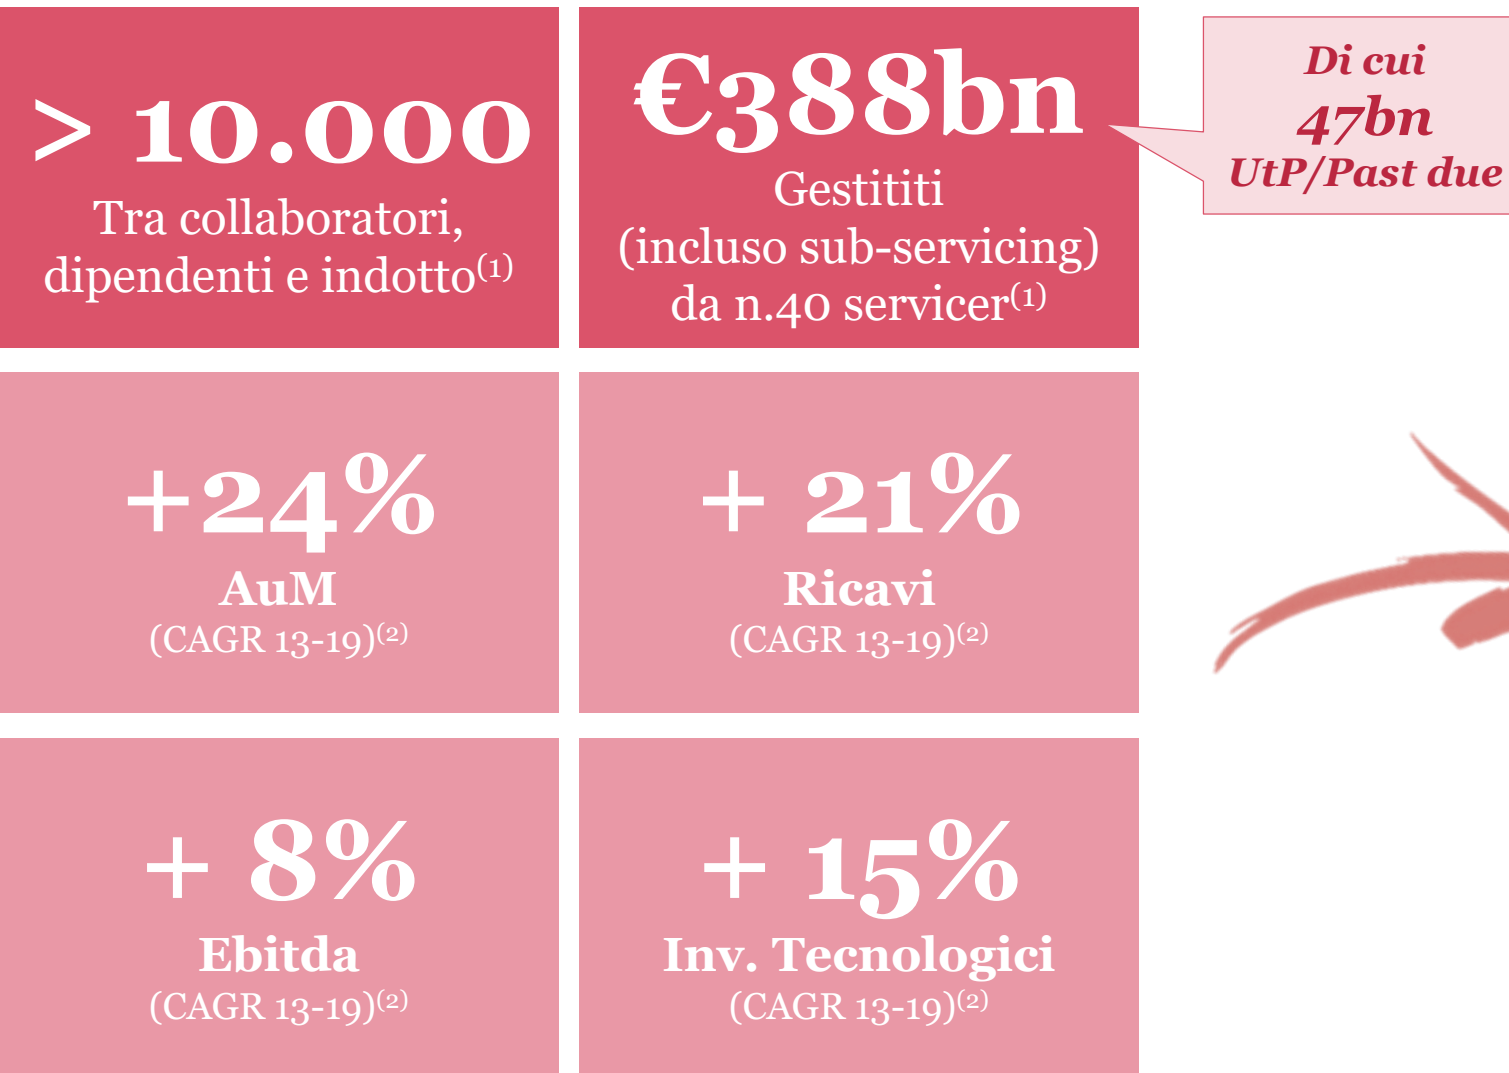 > 10.000
Tra collaboratori,
dipendenti e indotto(1)
€388bn
Gestititi
(incluso sub-servicing)
da n.40 servicer(1)
Di cui
47bn
UtP/Past due
+24%
AuM
(CAGR 13-19)(2)
+ 21%
Ricavi
(CAGR 13-19)(2)
+ 8%
Ebitda
(CAGR 13-19)(2)
+ 15%
Inv. Tecnologici
(CAGR 13-19)(2)